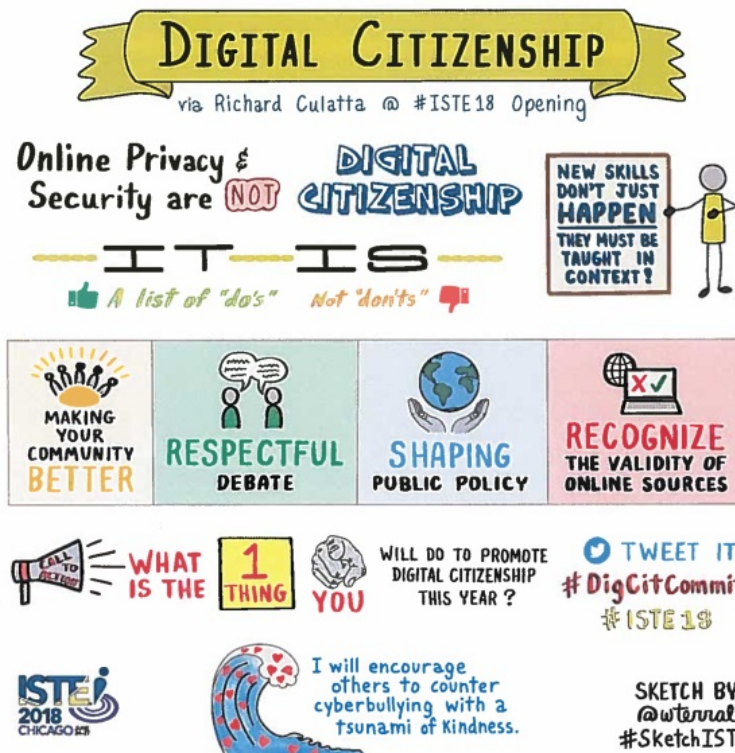 DIGITAL CITIZENSHIP
via Richard Culatta @ #ISTE18 Opening
Online Privacy &
Security are NOT
DIGITAL
CITIZENSHIP
IT IS
A list of "do's" Not "don'ts"
NEW SKILLS
DON'T JUST
HAPPEN
THEY MUST BE
TAUGHT IN
CONTEXT!
MAKING
YOUR
COMMUNITY
BETTER
RESPECTFUL
DEBATE
SHAPING
PUBLIC POLICY
RECOGNIZE
THE VALIDITY OF
ONLINE SOURCES
CALL
TO
ACTION
WHAT
IS THE
1
THING
YOU
WILL DO TO PROMOTE
DIGITAL CITIZENSHIP
THIS YEAR?
TWEET IT
#DigCitCommit
#ISTE18
ISTE
2018
CHICAGO
I will encourage
others to counter
cyberbullying with a
tsunami of Kindness.
SKETCH BY
@wterral
#SketchIST